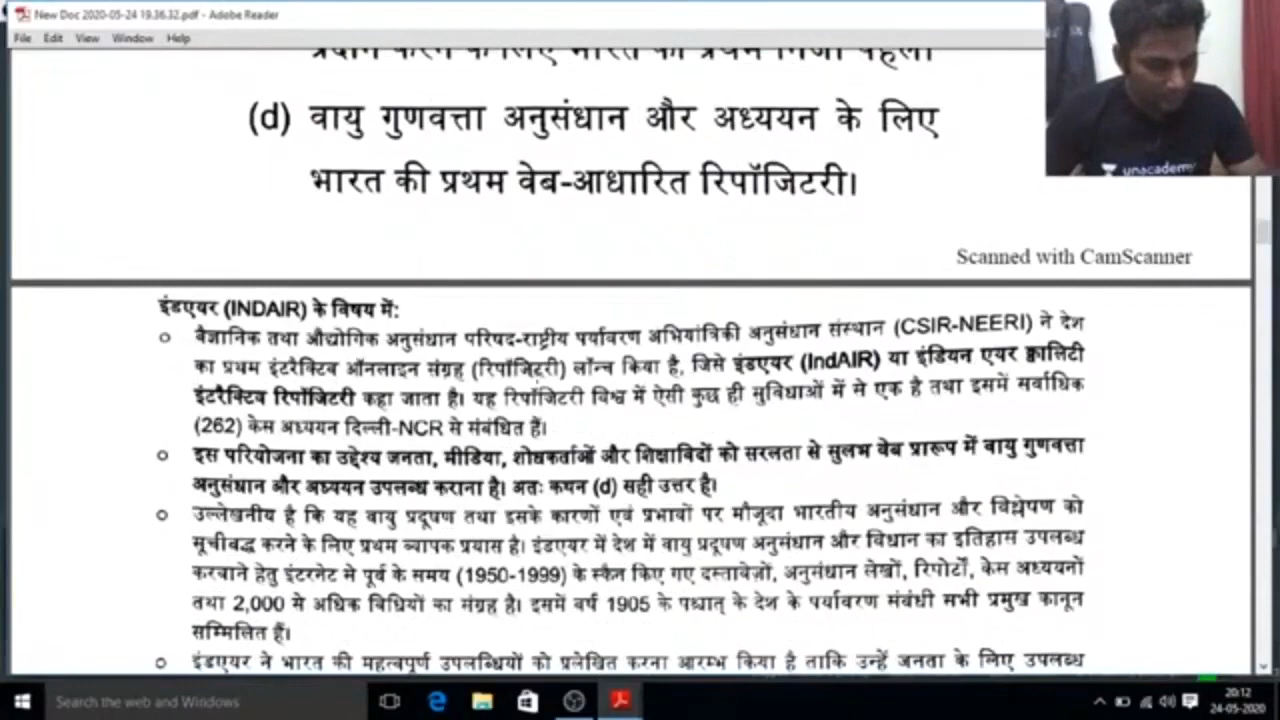 New Doc 2020-05-24 19.36.32.pdf - Adobe Reader
File Edit View Window Help
प्रदान करने के लिए भारत की प्रथम निजी पहल।
(d) वायु गुणवत्ता अनुसंधान और अध्ययन के लिए
भारत की प्रथम वेब-आधारित रिपॉजिटरी।
unacademy
Scanned with CamScanner
इंडएयर (INDAIR) के विषय में:
○ वैज्ञानिक तथा औद्योगिक अनुसंधान परिषद-राष्ट्रीय पर्यावरण अभियांत्रिकी अनुसंधान संस्थान (CSIR-NEERI) ने देश
का प्रथम इंटरैक्टिव ऑनलाइन संग्रह (रिपॉजिटरी) लॉन्च किया है, जिसे इंडएयर (IndAIR) या इंडियन एयर क्वालिटी
इंटरैक्टिव रिपॉजिटरी कहा जाता है। यह रिपॉजिटरी विश्व में ऐसी कुछ ही सुविधाओं में से एक है तथा इसमें सर्वाधिक
(262) केस अध्ययन दिल्ली-NCR से संबंधित हैं।
○ इस परियोजना का उद्देश्य जनता, मीडिया, शोधकर्ताओं और शिक्षाविदों को सरलता से सुलभ वेब प्रारूप में वायु गुणवत्ता
अनुसंधान और अध्ययन उपलब्ध कराना है। अतः कथन (d) सही उत्तर है।
○ उल्लेखनीय है कि यह वायु प्रदूषण तथा इसके कारणों एवं प्रभावों पर मौजूदा भारतीय अनुसंधान और विश्लेषण को
सूचीबद्ध करने के लिए प्रथम व्यापक प्रयास है। इंडएयर में देश में वायु प्रदूषण अनुसंधान और विधान का इतिहास उपलब्ध
करवाने हेतु इंटरनेट से पूर्व के समय (1950-1999) के स्कैन किए गए दस्तावेज़ों, अनुसंधान लेखों, रिपोर्टों, केस अध्ययनों
तथा 2,000 से अधिक विधियों का संग्रह है। इसमें वर्ष 1905 के पश्चात् के देश के पर्यावरण संबंधी सभी प्रमुख कानून
सम्मिलित हैं।
○ इंडएयर ने भारत की महत्वपूर्ण उपलब्धियों को प्रलेखित करना आरम्भ किया है ताकि उन्हें जनता के लिए उपलब्ध
Search the web and Windows
20:12
24-05-2020